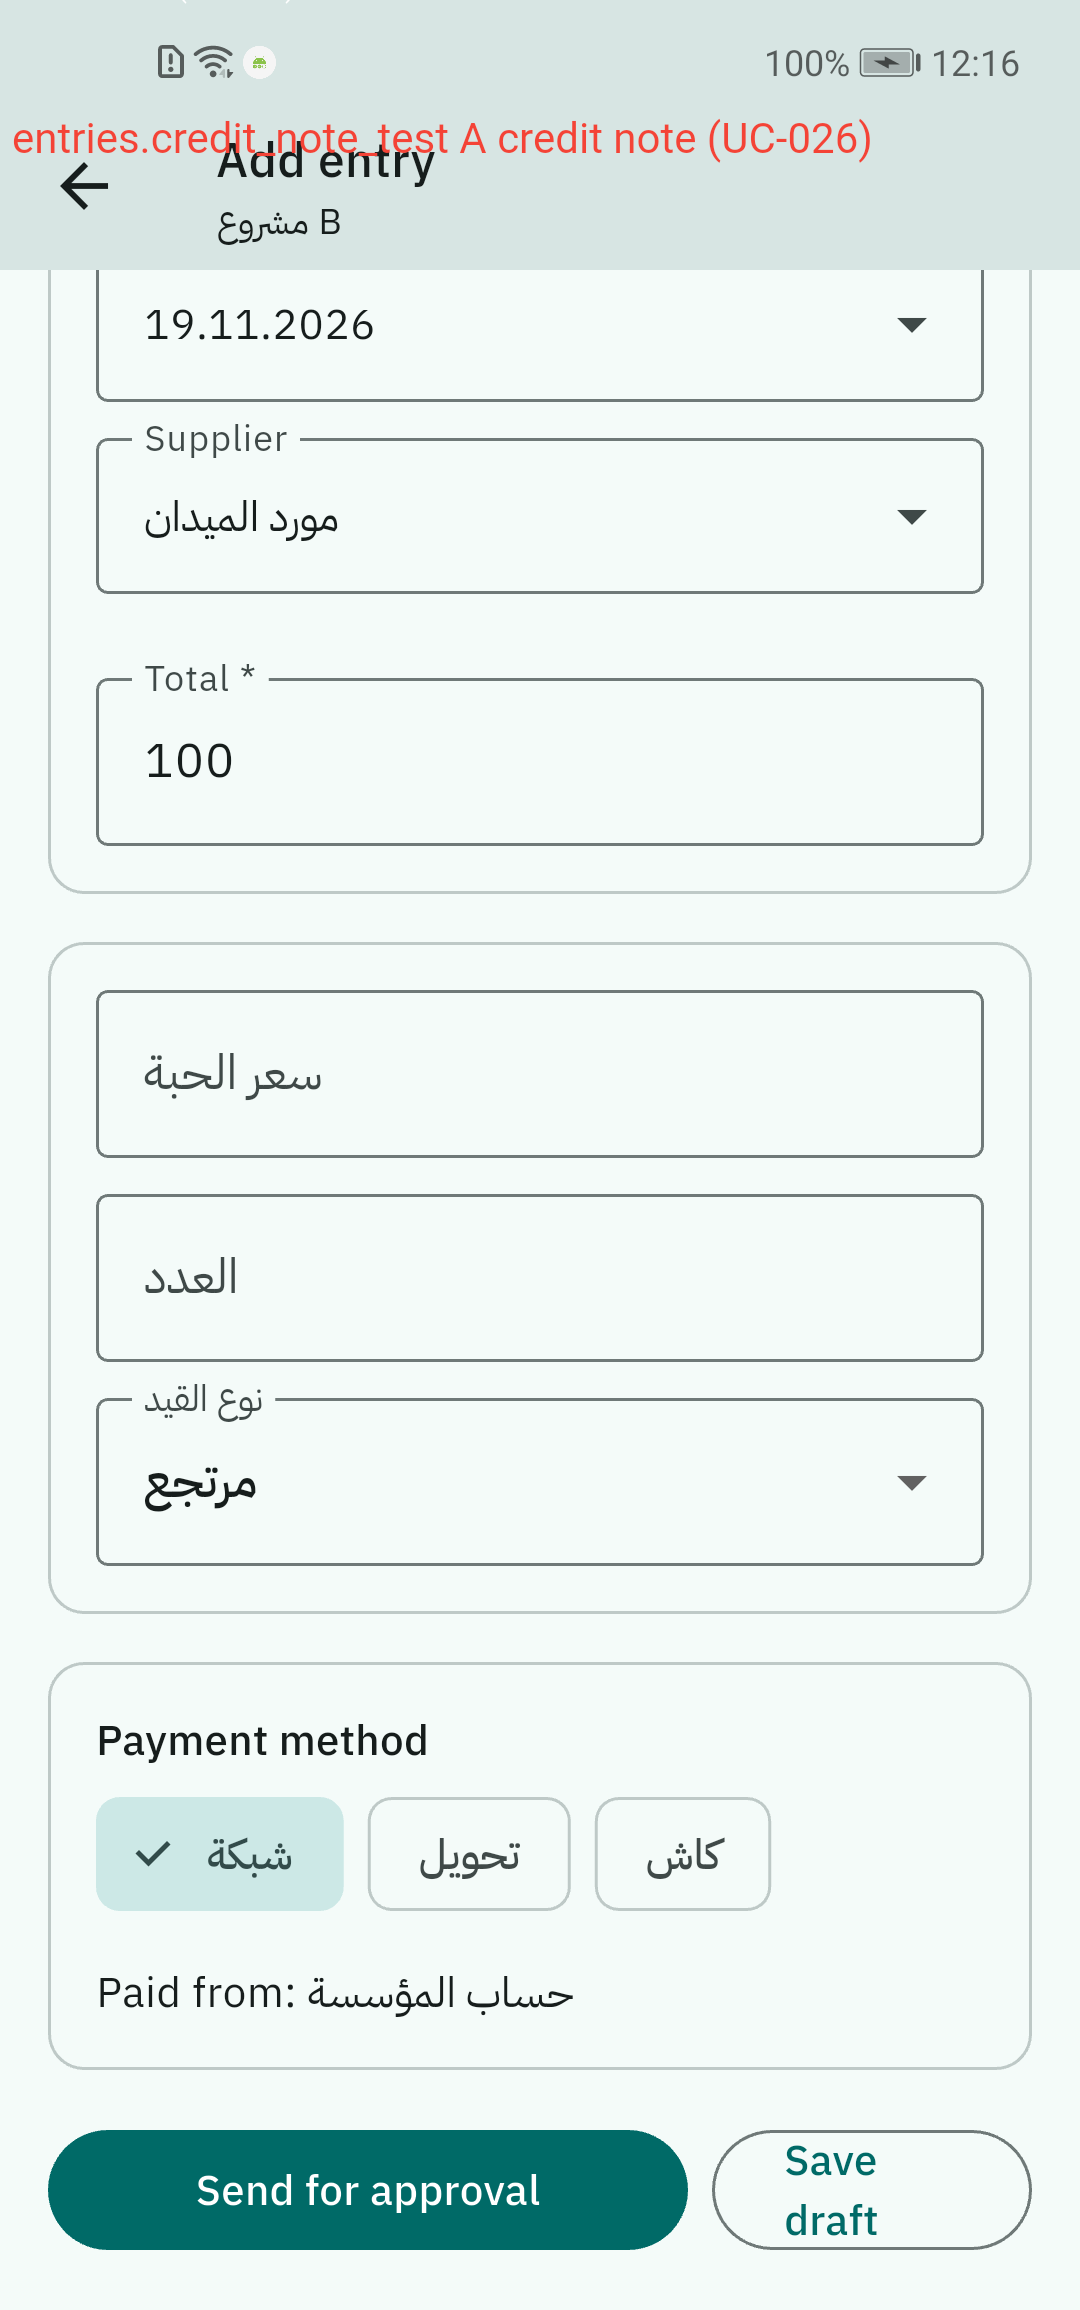 100% 12:16
entries.credit_note_test A credit note (UC-026)
Add entry
مشروع B
19.11.2026
Supplier
مورد الميدان
Total *
100
سعر الحبة
العدد
نوع القيد
مرتجع
Payment method
شبكة تحويل كاش
Paid from: حساب المؤسسة
Send for approval
Save
draft